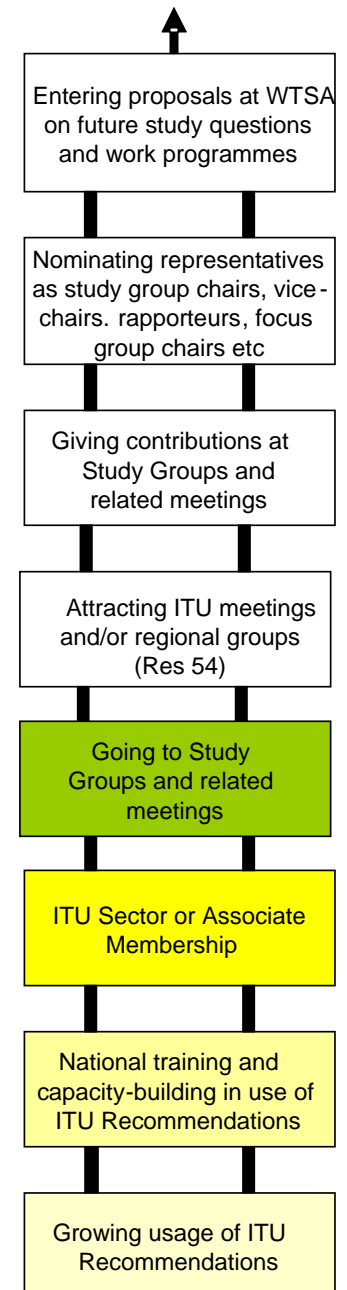 Entering proposals at WTSA
on future study questions
and work programmes
Nominating representatives
as study group chairs, vice-
chairs. rapporteurs, focus
group chairs etc
Giving contributions at
Study Groups and
related meetings
Attracting ITU meetings
and/or regional groups
(Res 54)
Going to Study
Groups and related
meetings
ITU Sector or Associate
Membership
National training and
capacity-building in use of
ITU Recommendations
Growing usage of ITU
Recommendations